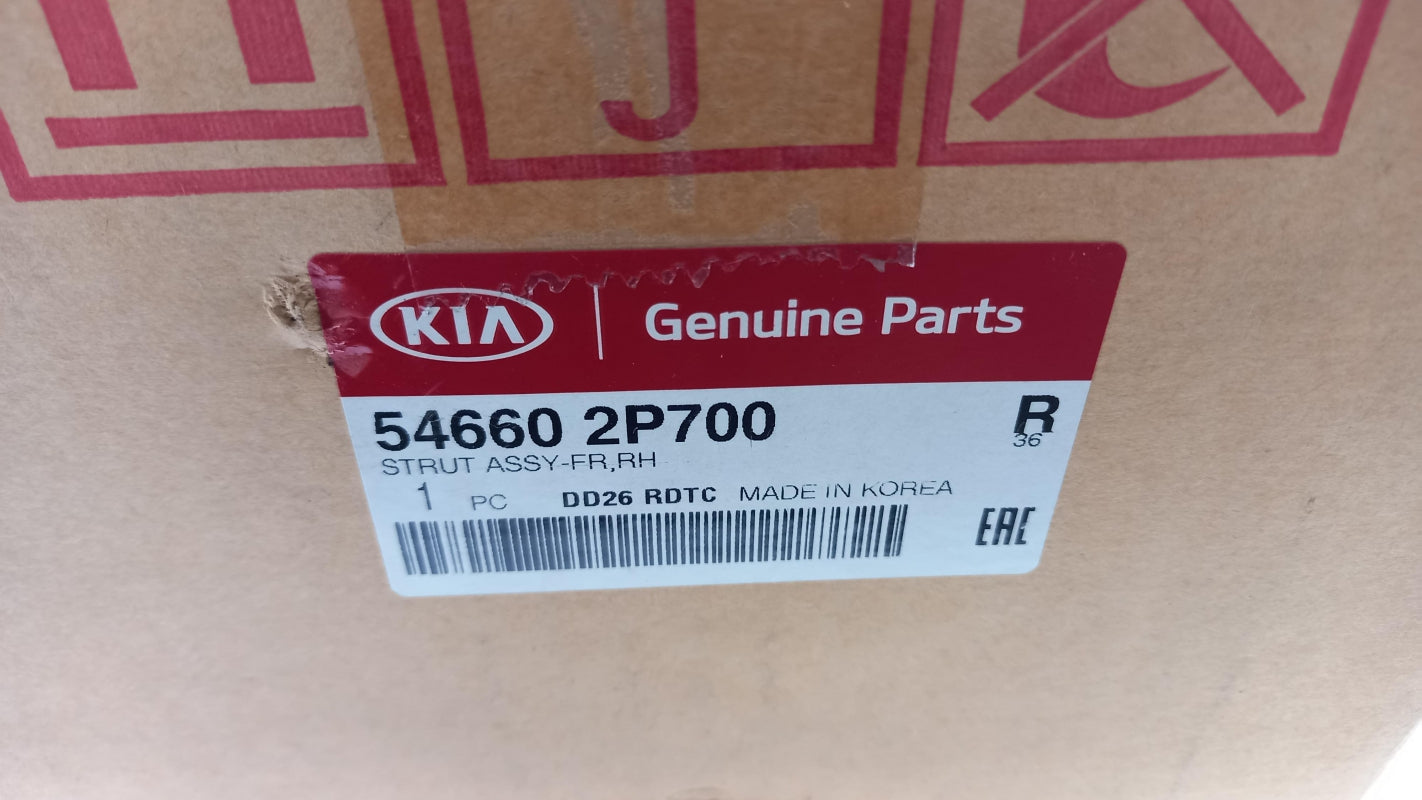 KIA Genuine Parts
54660 2P700 R
36
STRUT ASSY-FR,RH
1 PC DD26 RDTC MADE IN KOREA
EAC